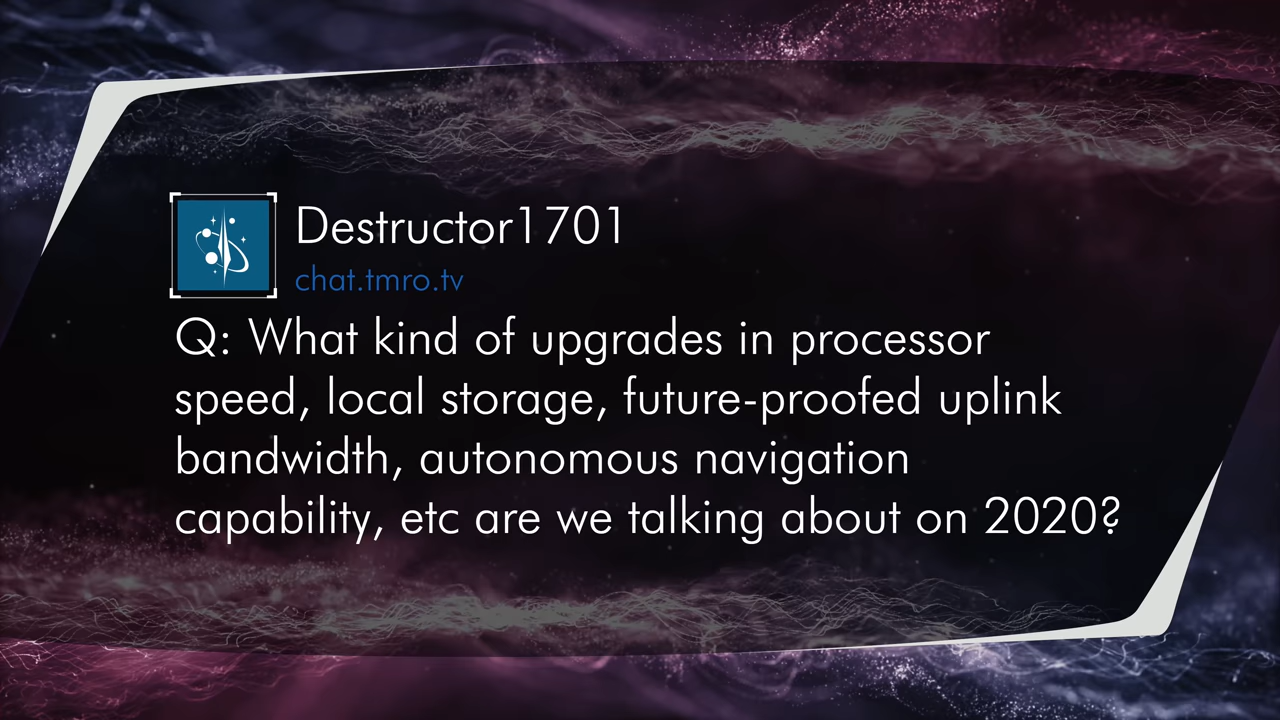 Destructor1701
chat.tmro.tv
Q: What kind of upgrades in processor
speed, local storage, future-proofed uplink
bandwidth, autonomous navigation
capability, etc are we talking about on 2020?